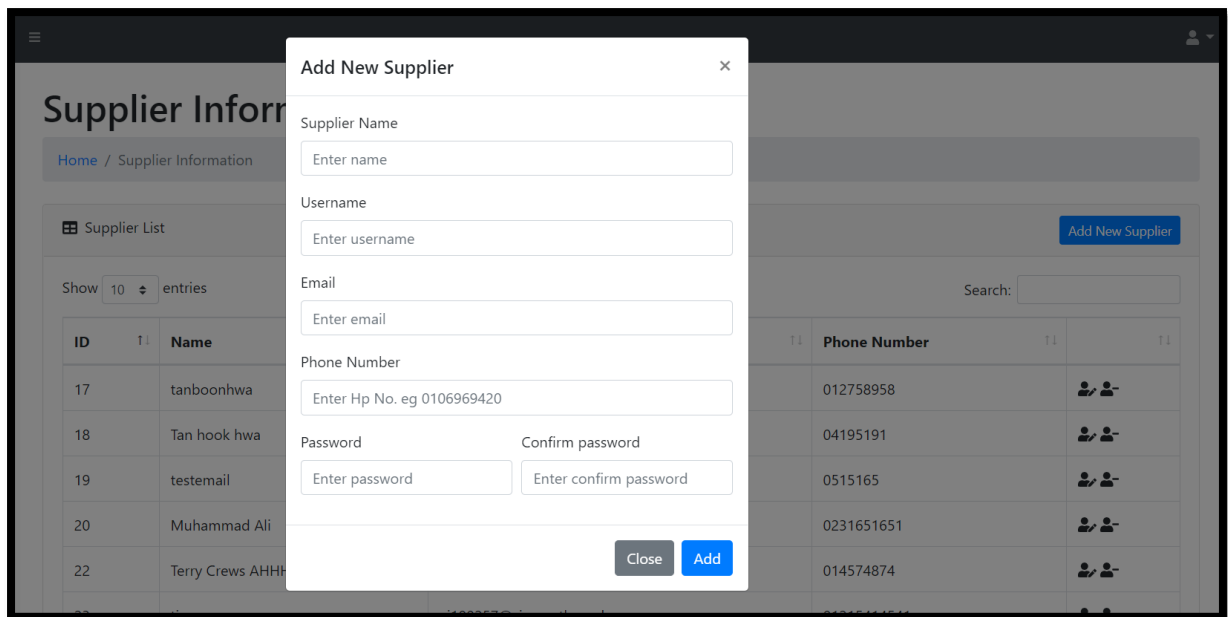 Add New Supplier ×
Supplier Inform
Supplier Name
Enter name
Home / Supplier Information
Username
Supplier List
Add New Supplier
Enter username
Email
Show 10 entries
Search:
Enter email
ID Name Phone Number
Phone Number
17 tanboonhwa 012758958
Enter Hp No. eg 0106969420
18 Tan hook hwa 04195191
Password Confirm password
Enter password Enter confirm password
19 testemail 0515165
20 Muhammad Ali 0231651651
Close Add
22 Terry Crews AHHH 014574874